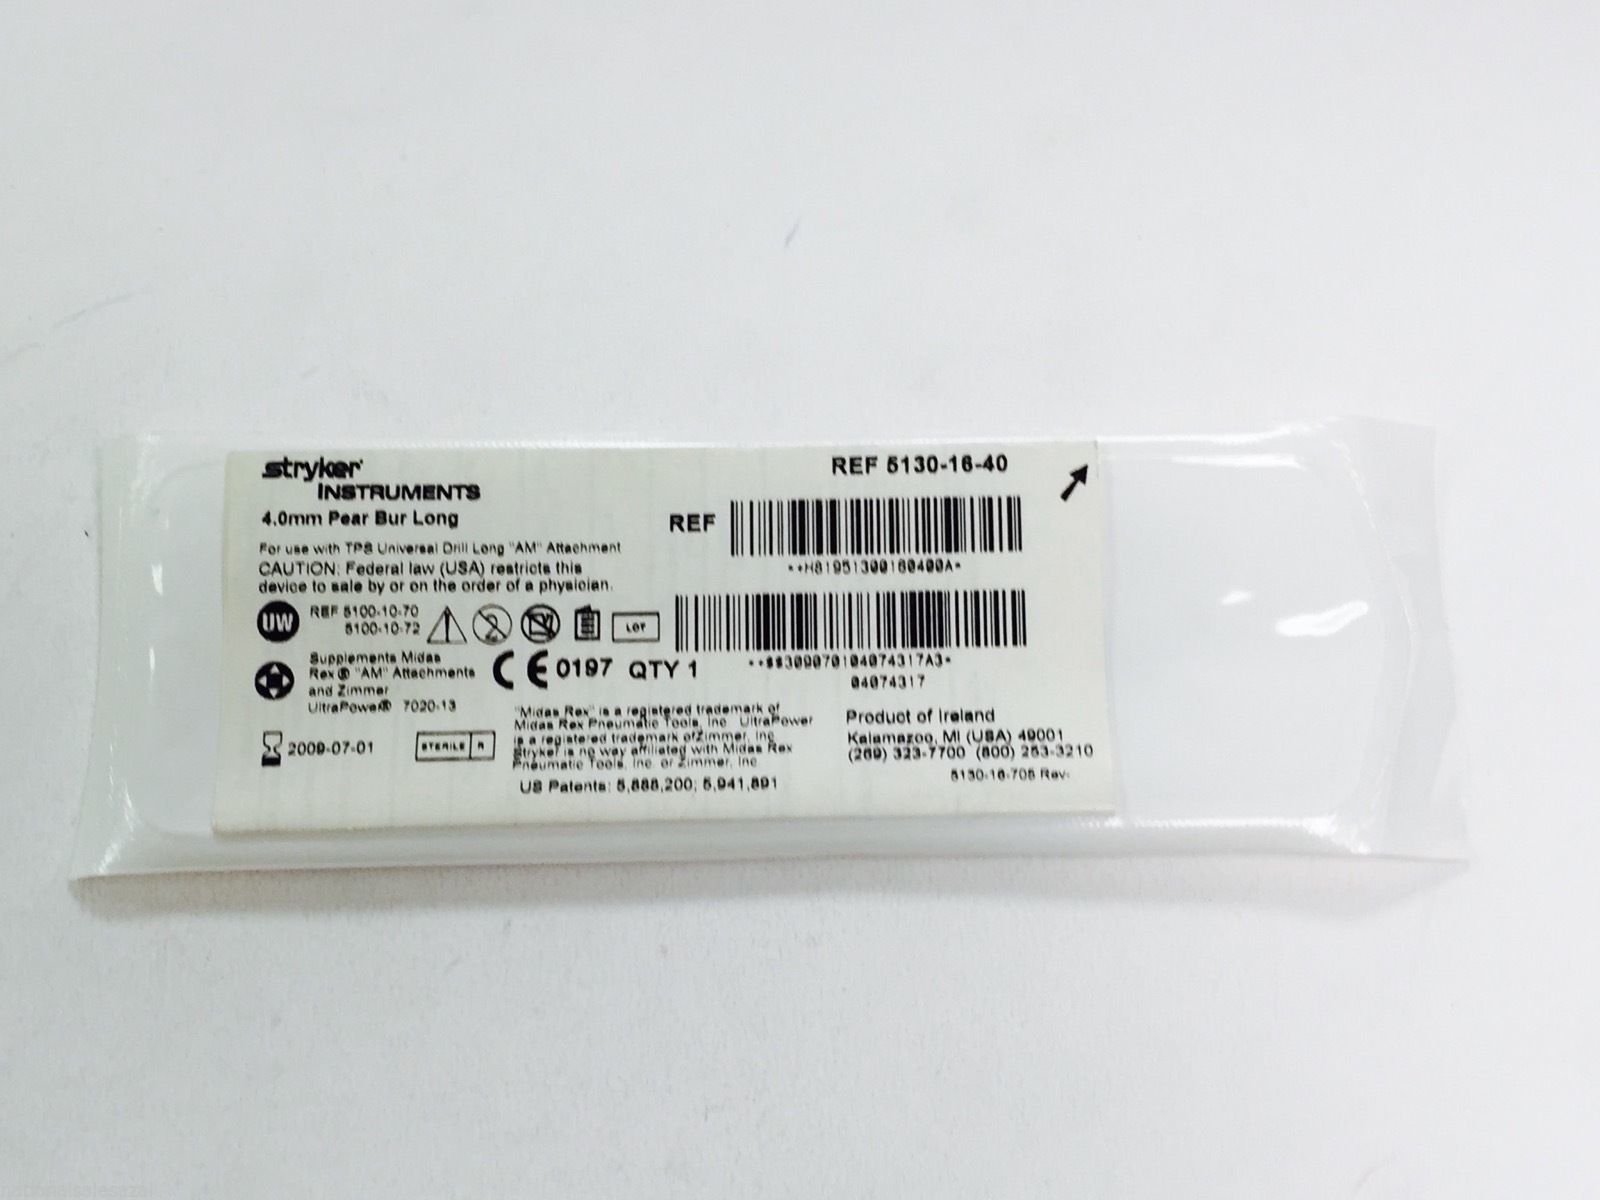 stryker
INSTRUMENTS
4.0mm Pear Bur Long
For use with TPS Universal Drill Long "AM" Attachment
CAUTION: Federal law (USA) restricts this
device to sale by or on the order of a physician.
UW
REF 5100-10-70
5100-10-72
2
LOT
Supplements Midas
Rex® "AM" Attachments
and Zimmer
UltraPower® 7020-13
CE 0197 QTY 1
2009-07-01
STERILE R
REF 5130-16-40
REF
*+H81951300160400A*
*+$$309070104074317A3*
04074317
"Midas Rex" is a registered trademark of
Midas Rex Pneumatic Tools, Inc. UltraPower
is a registered trademark ofZimmer, Inc.
Stryker is no way affiliated with Midas Rex
Pneumatic Tools, Inc. or Zimmer, Inc.
US Patents: 5,888,200; 5,941,891
Product of Ireland
Kalamazoo, MI (USA) 49001
(269) 323-7700 (800) 253-3210
5130-16-705 Rev-